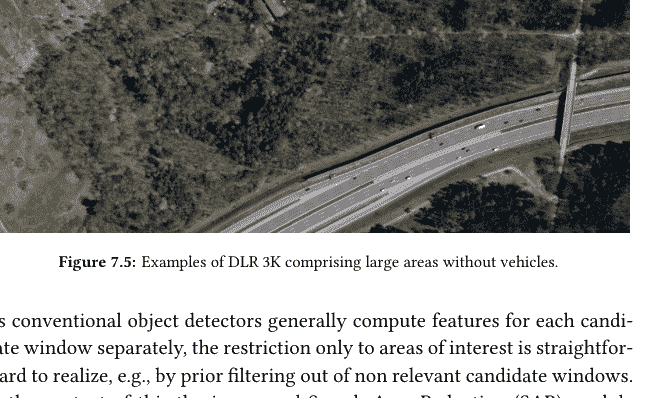 Figure 7.5: Examples of DLR 3K comprising large areas without vehicles.
s conventional object detectors generally compute features for each candi-
ate window separately, the restriction only to areas of interest is straightfor-
ard to realize, e.g., by prior filtering out of non relevant candidate windows.